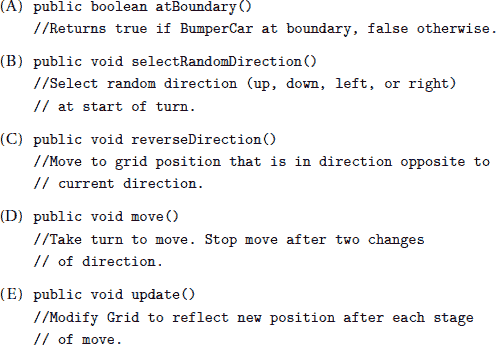 (A) public boolean atBoundary()
//Returns true if BumperCar at boundary, false otherwise.
(B) public void selectRandomDirection()
//Select random direction (up, down, left, or right)
// at start of turn.
(C) public void reverseDirection()
//Move to grid position that is in direction opposite to
// current direction.
(D) public void move()
//Take turn to move. Stop move after two changes
// of direction.
(E) public void update()
//Modify Grid to reflect new position after each stage
// of move.